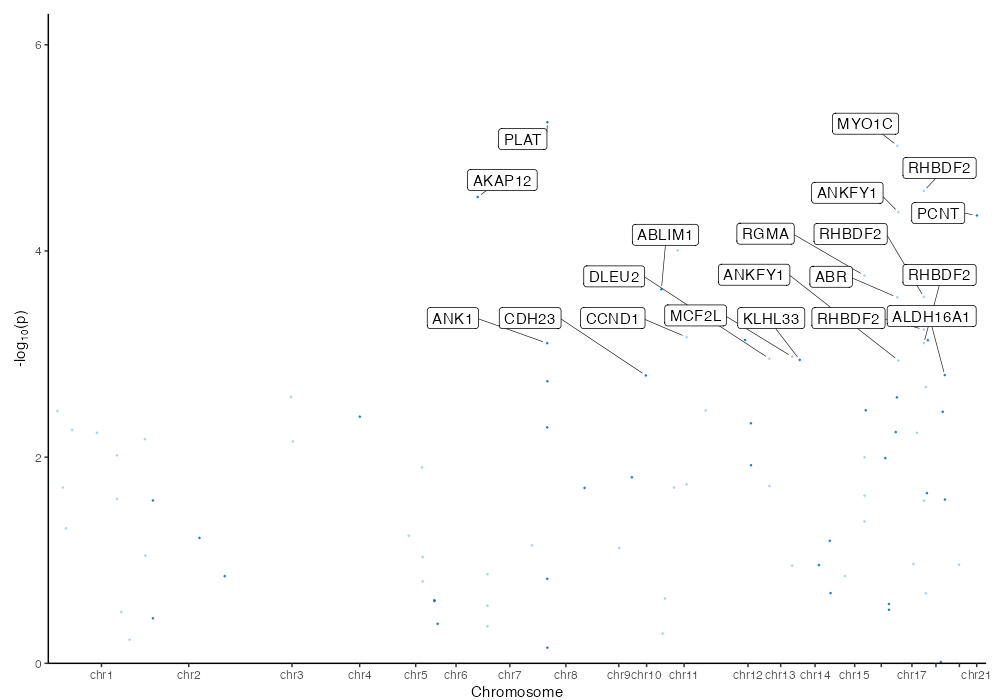 6
MYO1C
PLAT
RHBDF2
AKAP12
ANKFY1
PCNT
4
ABLIM1
RGMA
RHBDF2
DLEU2
ANKFY1
ABR
RHBDF2
-log10(p)
ANK1
CDH23
CCND1
MCF2L
KLHL33
RHBDF2
ALDH16A1
2
0
chr1 chr2 chr3 chr4 chr5 chr6 chr7 chr8 chr9 chr10 chr11 chr12 chr13 chr14 chr15 chr17 chr21
Chromosome